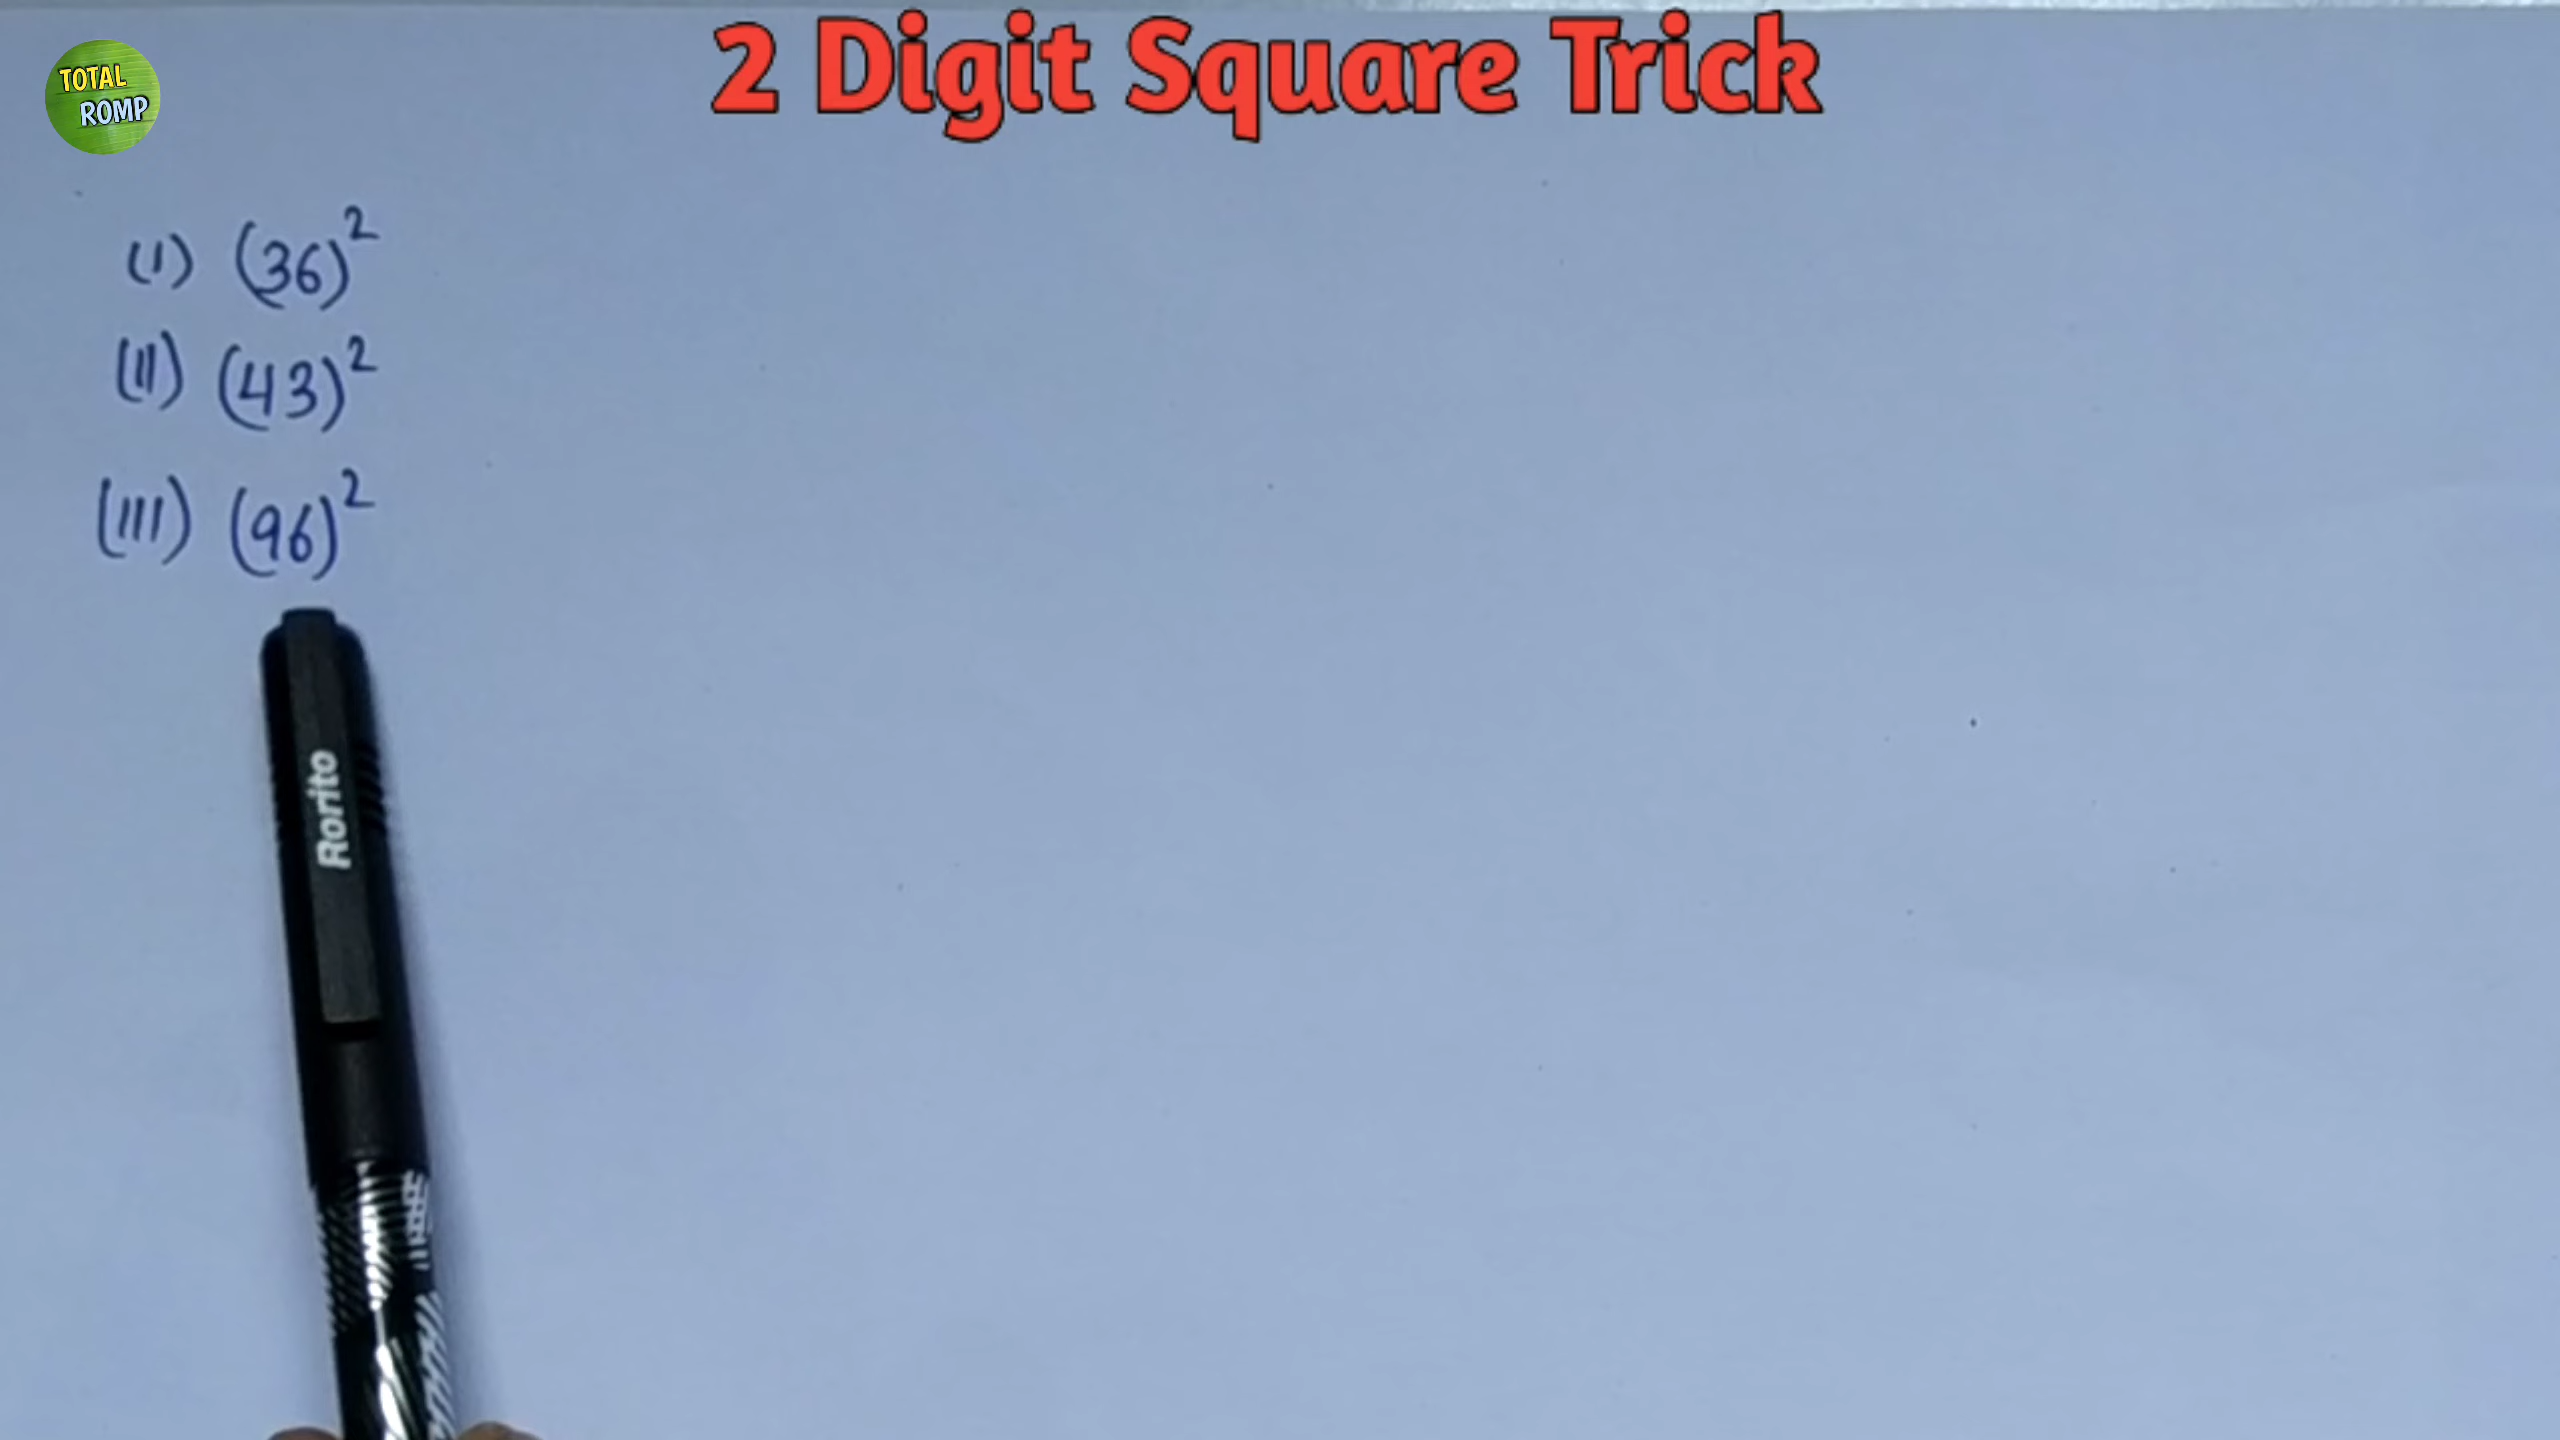 2 Digit Square Trick
TOTAL
ROMP
(I) (36)²
(II) (43)²
(III) (96)²
Rorito